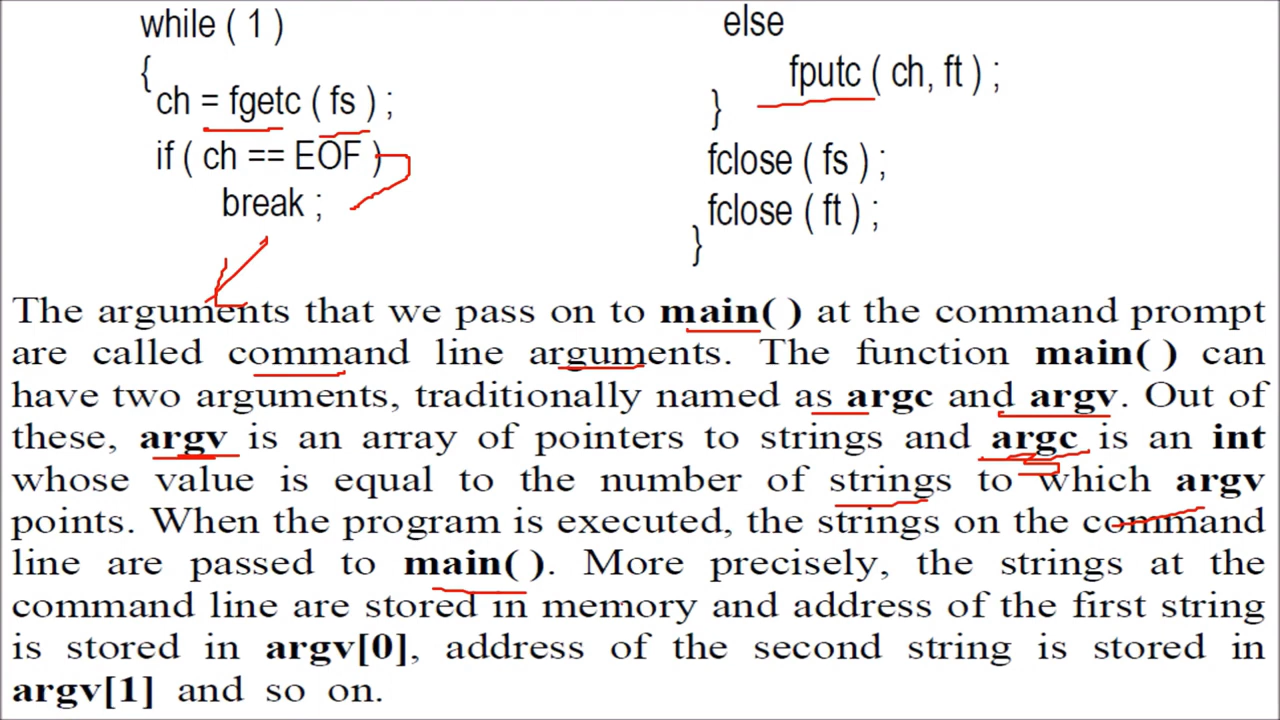 while ( 1 )
{
ch = fgetc ( fs ) ;
if ( ch == EOF )
break ;
else
fputc ( ch, ft ) ;
}
fclose ( fs ) ;
fclose ( ft ) ;
}
The arguments that we pass on to main( ) at the command prompt
are called command line arguments. The function main( ) can
have two arguments, traditionally named as argc and argv. Out of
these, argv is an array of pointers to strings and argc is an int
whose value is equal to the number of strings to which argv
points. When the program is executed, the strings on the command
line are passed to main( ). More precisely, the strings at the
command line are stored in memory and address of the first string
is stored in argv[0], address of the second string is stored in
argv[1] and so on.